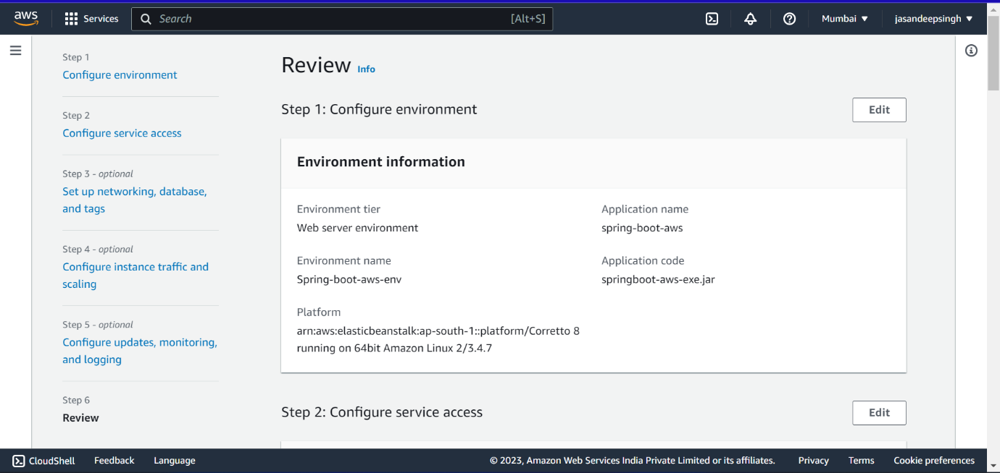 aws
Services
Search
[Alt+S]
Mumbai ▼
jasandeepsingh ▼
Step 1
Configure environment
Step 2
Configure service access
Step 3 - optional
Set up networking, database,
and tags
Step 4 - optional
Configure instance traffic and
scaling
Step 5 - optional
Configure updates, monitoring,
and logging
Step 6
Review
Review Info
Step 1: Configure environment
Edit
Environment information
Environment tier
Web server environment
Application name
spring-boot-aws
Environment name
Spring-boot-aws-env
Application code
springboot-aws-exe.jar
Platform
arn:aws:elasticbeanstalk:ap-south-1::platform/Corretto 8
running on 64bit Amazon Linux 2/3.4.7
Step 2: Configure service access
Edit
CloudShell
Feedback
Language
© 2023, Amazon Web Services India Private Limited or its affiliates.
Privacy
Terms
Cookie preferences